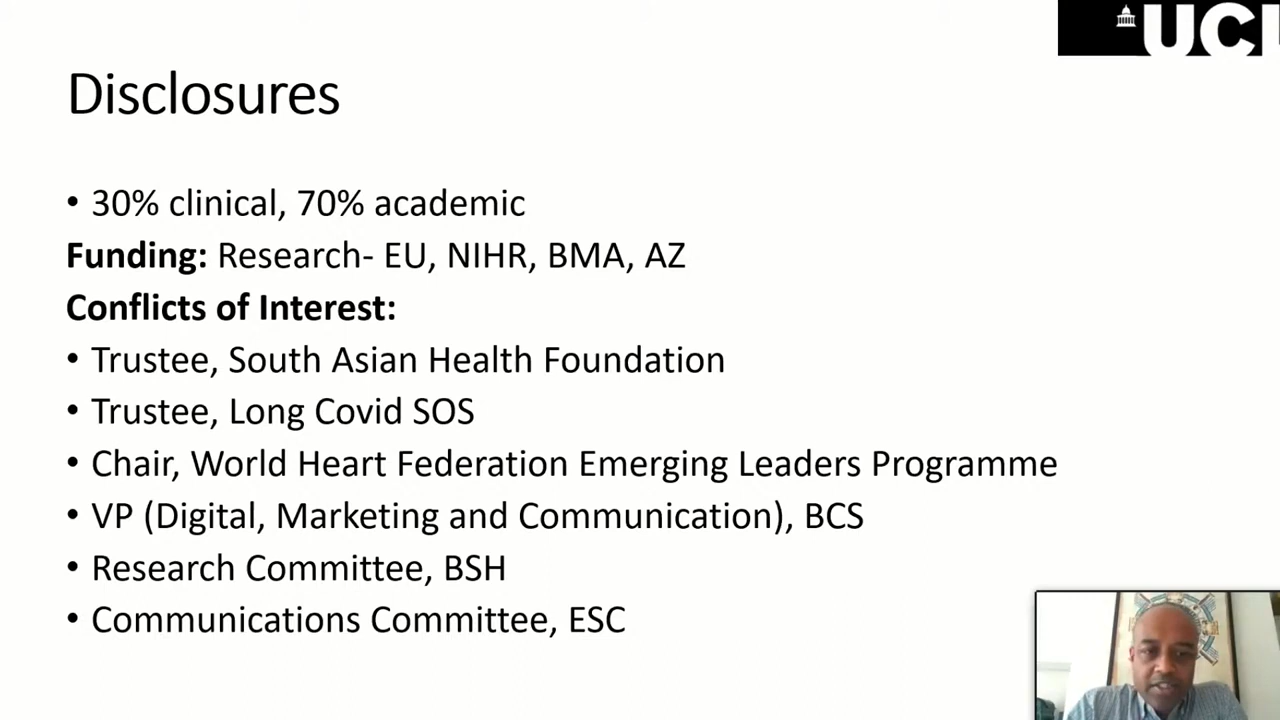 UCL
Disclosures
• 30% clinical, 70% academic
Funding: Research- EU, NIHR, BMA, AZ
Conflicts of Interest:
• Trustee, South Asian Health Foundation
• Trustee, Long Covid SOS
• Chair, World Heart Federation Emerging Leaders Programme
• VP (Digital, Marketing and Communication), BCS
• Research Committee, BSH
• Communications Committee, ESC